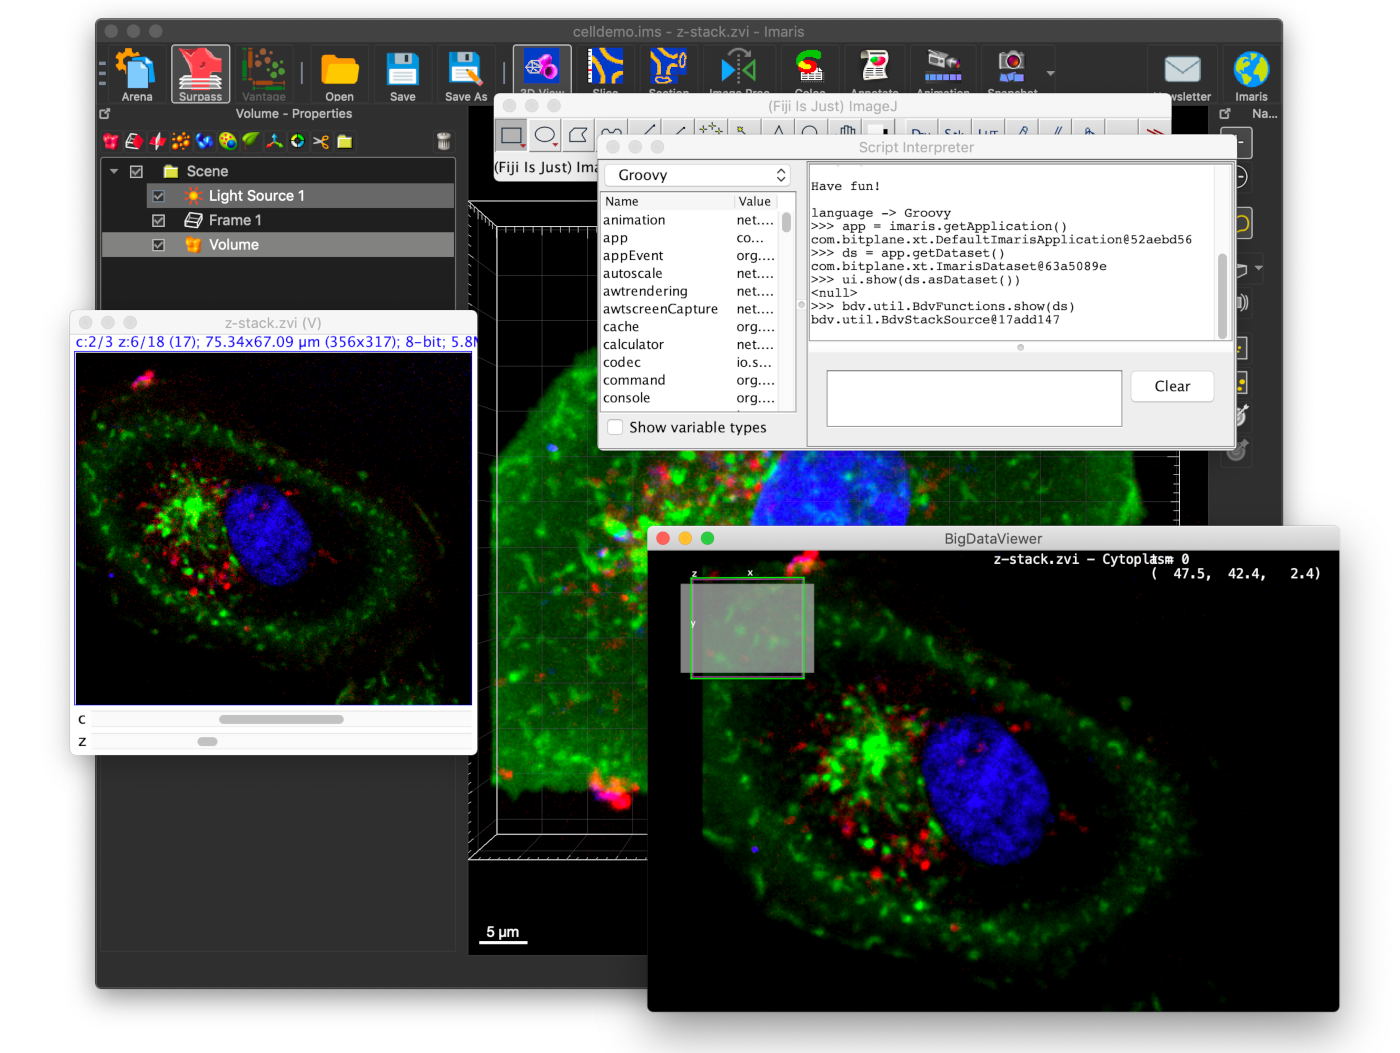 celldemo.ims - z-stack.zvi - Imaris
Arena
Surpass
Vantage
Open
Save
Save As
3D View
Slice
Section
Image Proc
Coloc
Annotate
Animation
Snapshot
Imaris
Volume - Properties
Na...
Scene
Light Source 1
Frame 1
Volume
(Fiji Is Just) ImageJ
Dev
Stk
LUT
(Fiji Is Just) Ima
Script Interpreter
Groovy
Name Value
animation net....
app co...
appEvent org....
autoscale net....
awtrendering net....
awtscreenCapture net....
cache org....
calculator net....
codec io.s...
command org....
console org....
Show variable types
Have fun!
language -> Groovy
>>> app = imaris.getApplication()
com.bitplane.xt.DefaultImarisApplication@52aebd56
>>> ds = app.getDataset()
com.bitplane.xt.ImarisDataset@63a5089e
>>> ui.show(ds.asDataset())
<null>
>>> bdv.util.BdvFunctions.show(ds)
bdv.util.BdvStackSource@17add147
Clear
z-stack.zvi (V)
c:2/3 z:6/18 (17); 75.34x67.09 µm (356x317); 8-bit; 5.8M
c
z
5 µm
BigDataViewer
z-stack.zvi - Cytoplasm
t = 0
( 47.5, 42.4, 2.4)
z
x
y